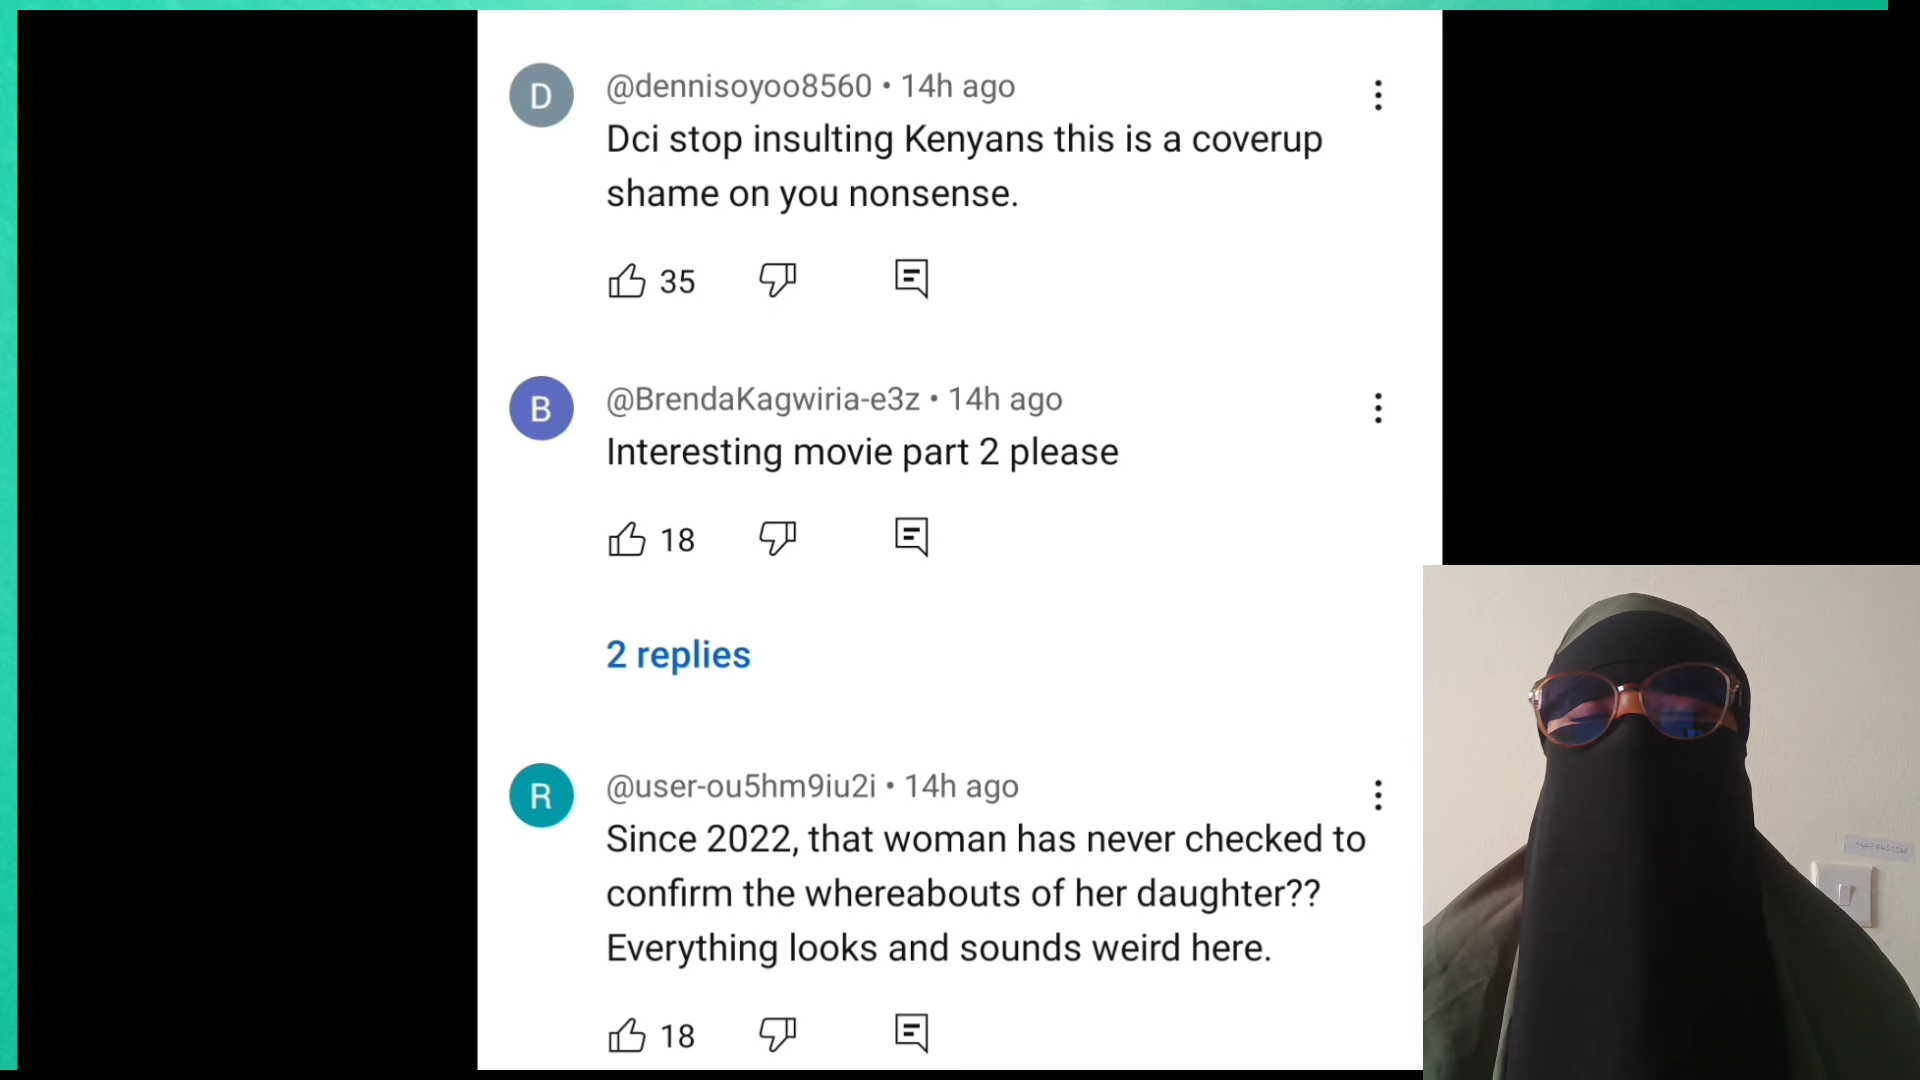 D
@dennisoyoo8560 • 14h ago
Dci stop insulting Kenyans this is a coverup
shame on you nonsense.
35
B
@BrendaKagwiria-e3z • 14h ago
Interesting movie part 2 please
18
2 replies
R
@user-ou5hm9iu2i • 14h ago
Since 2022, that woman has never checked to
confirm the whereabouts of her daughter??
Everything looks and sounds weird here.
18